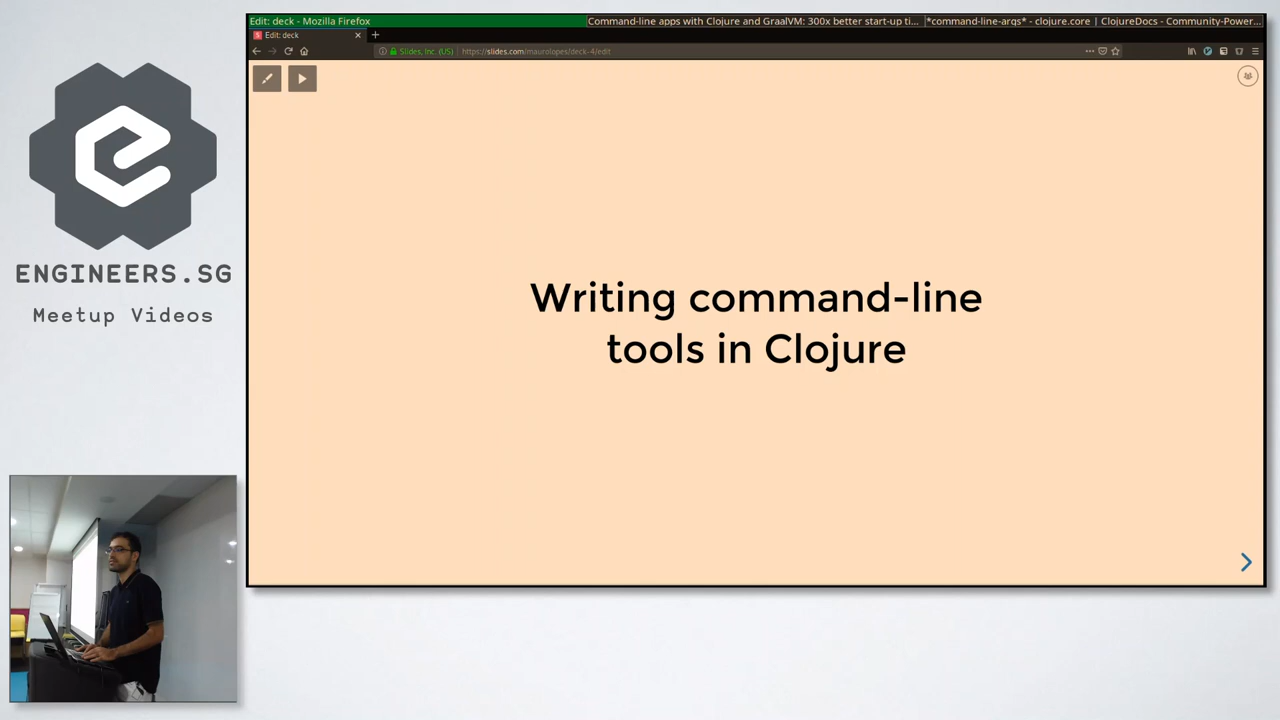 Edit: deck - Mozilla Firefox
Command-line apps with Clojure and GraalVM: 300x better start-up ti...
*command-line-args* - clojure.core | ClojureDocs - Community-Power...
Edit: deck
Slides, Inc. (US)
https://slides.com/maurolopes/deck-4/edit
ENGINEERS.SG
Meetup Videos
Writing command-line
tools in Clojure